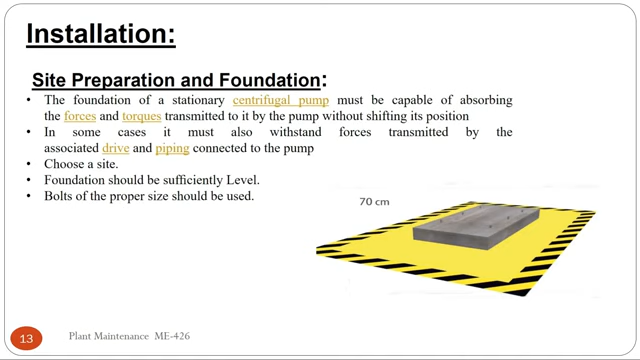 Installation:
Site Preparation and Foundation:
• The foundation of a stationary centrifugal pump must be capable of absorbing
the forces and torques transmitted to it by the pump without shifting its position
• In some cases it must also withstand forces transmitted by the
associated drive and piping connected to the pump
• Choose a site.
• Foundation should be sufficiently Level.
• Bolts of the proper size should be used.
70 cm
13
Plant Maintenance ME-426